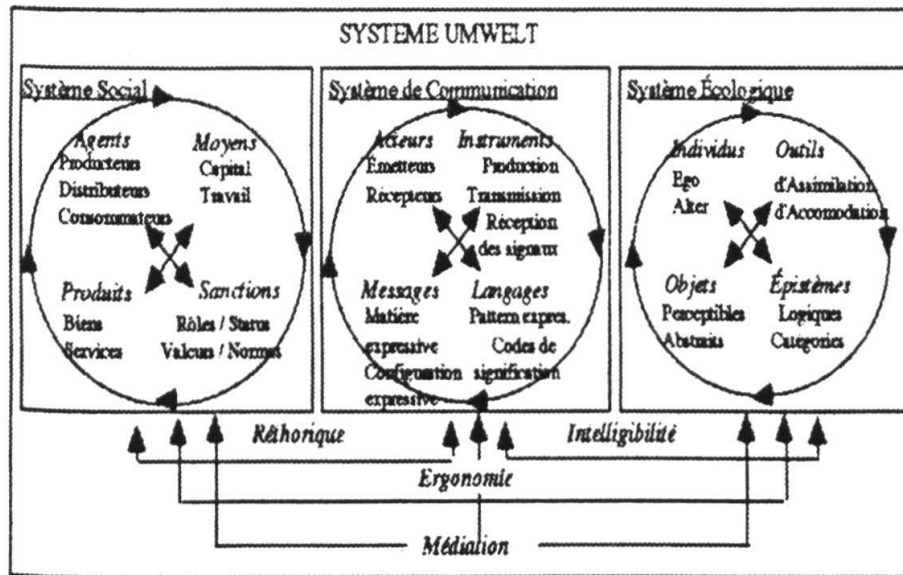 SYSTEME UMWELT
Système Social
Agents
Producteurs
Distributeurs
Consommateurs
Moyens
Capital
Travail
Produits
Biens
Services
Sanctions
Rôles / Status
Valeurs / Normes
Système de Communication
Acteurs
Émetteurs
Récepteurs
Instruments
Production
Transmission
Réception
des signaux
Messages
Matière
expressive
Configuration
expressive
Langages
Pattern expres.
Codes de
signification
Système Écologique
Individus
Ego
Alter
Outils
d'Assimilation
d'Accomodation
Objets
Perceptibles
Abstraits
Épistèmes
Logiques
Catégories
Réthorique
Intelligibilité
Ergonomie
Médiation